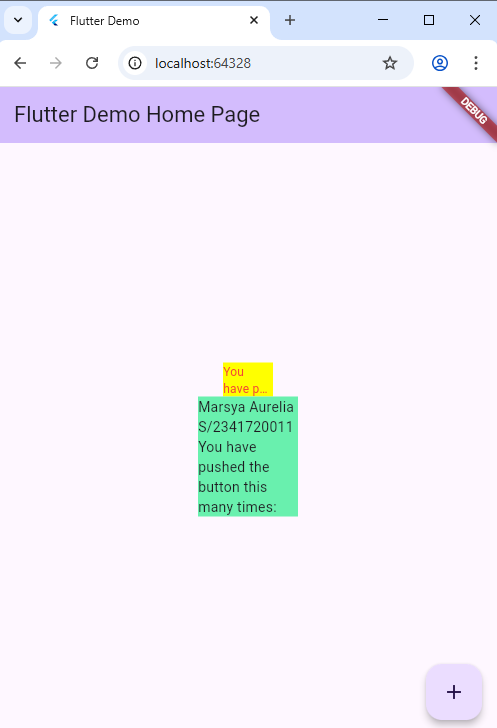 Flutter Demo
localhost:64328
Flutter Demo Home Page
DEBUG
You
have p...
Marsya Aurelia
S/2341720011
You have
pushed the
button this
many times: